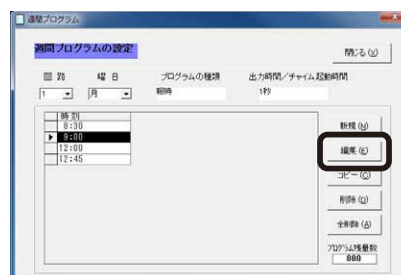 週間プログラム
週間プログラムの設定
閉じる(X)
回路 曜日 プログラムの種類 出力時間/チャイム起動時間
1 月 報時 1秒
時刻
8:30
9:00
12:00
12:45
新規(N)
編集(E)
コピー(C)
削除(D)
全削除(A)
プログラム残量数
880